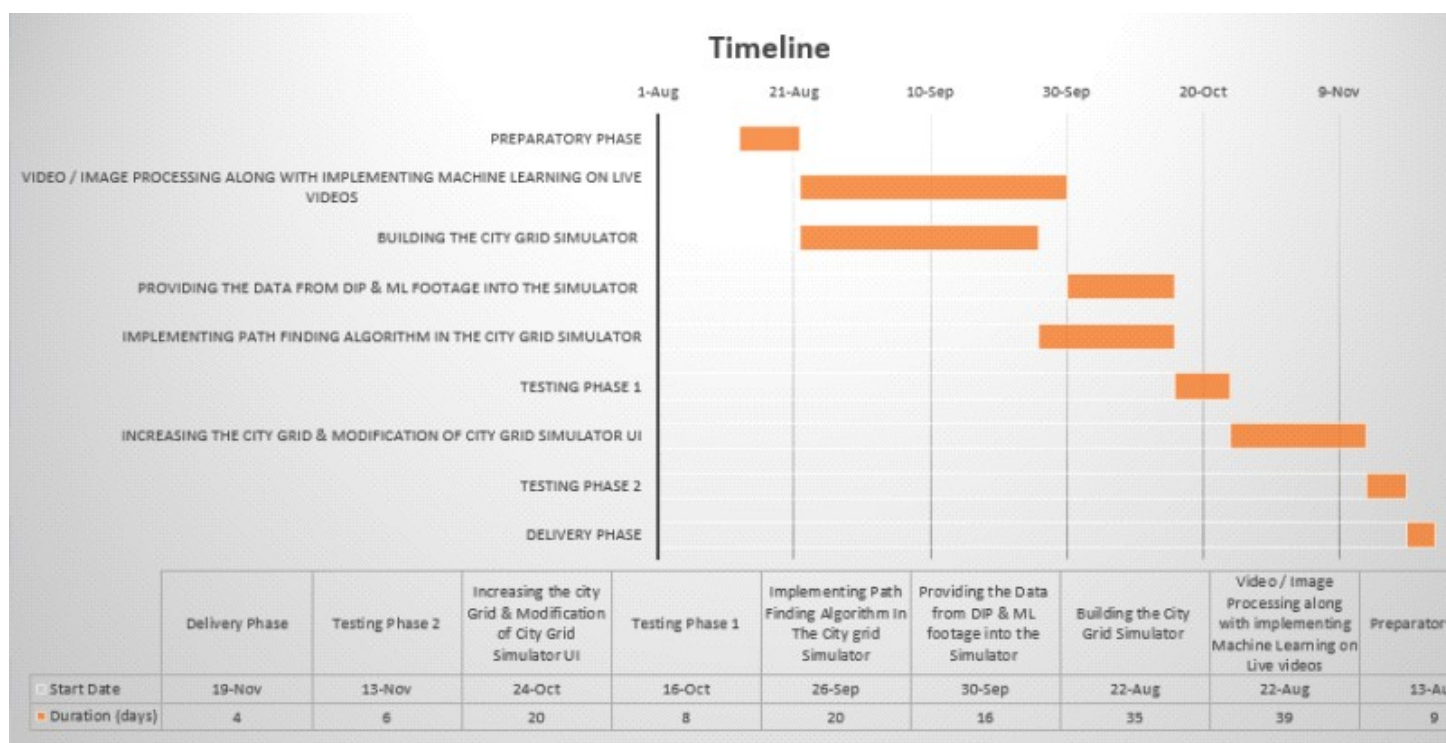 Timeline
1-Aug 21-Aug 10-Sep 30-Sep 20-Oct 9-Nov
PREPARATORY PHASE
VIDEO / IMAGE PROCESSING ALONG WITH IMPLEMENTING MACHINE LEARNING ON LIVE
VIDEOS
BUILDING THE CITY GRID SIMULATOR
PROVIDING THE DATA FROM DIP & ML FOOTAGE INTO THE SIMULATOR
IMPLEMENTING PATH FINDING ALGORITHM IN THE CITY GRID SIMULATOR
TESTING PHASE 1
INCREASING THE CITY GRID & MODIFICATION OF CITY GRID SIMULATOR UI
TESTING PHASE 2
DELIVERY PHASE
Delivery Phase
Testing Phase 2
Increasing the city
Grid & Modification
of City Grid
Simulator UI
Testing Phase 1
Implementing Path
Finding Algorithm In
The City grid
Simulator
Providing the Data
from DIP & ML
footage into the
Simulator
Building the City
Grid Simulator
Video / Image
Processing along
with implementing
Machine Learning on
Live videos
Preparator
Start Date 19-Nov 13-Nov 24-Oct 16-Oct 26-Sep 30-Sep 22-Aug 22-Aug 13-Au
Duration (days) 4 6 20 8 20 16 35 39 9